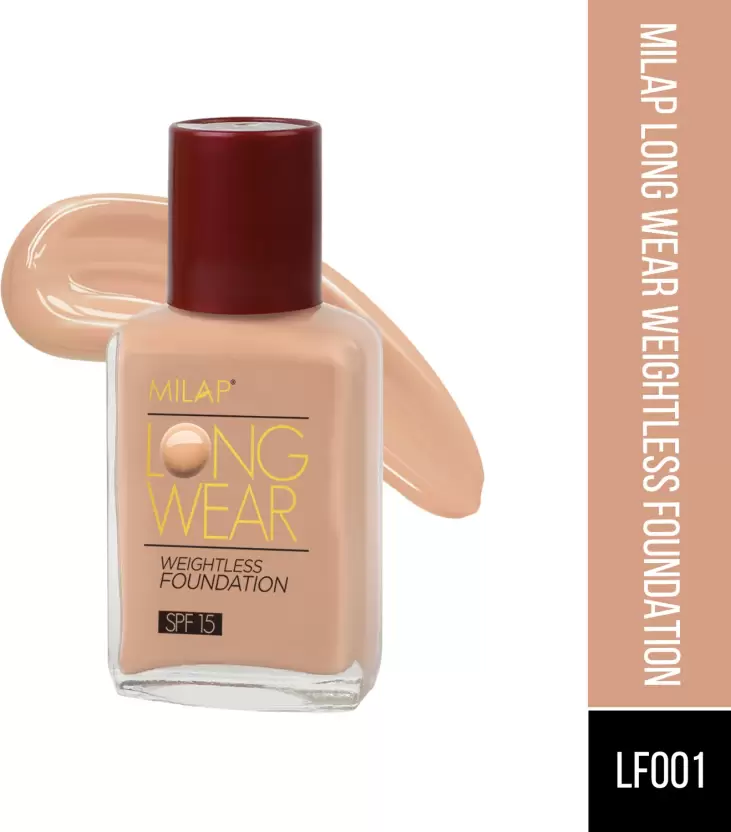 MILAP®
LONG
WEAR
WEIGHTLESS
FOUNDATION
SPF 15
MILAP LONG WEAR WEIGHTLESS FOUNDATION
LF001